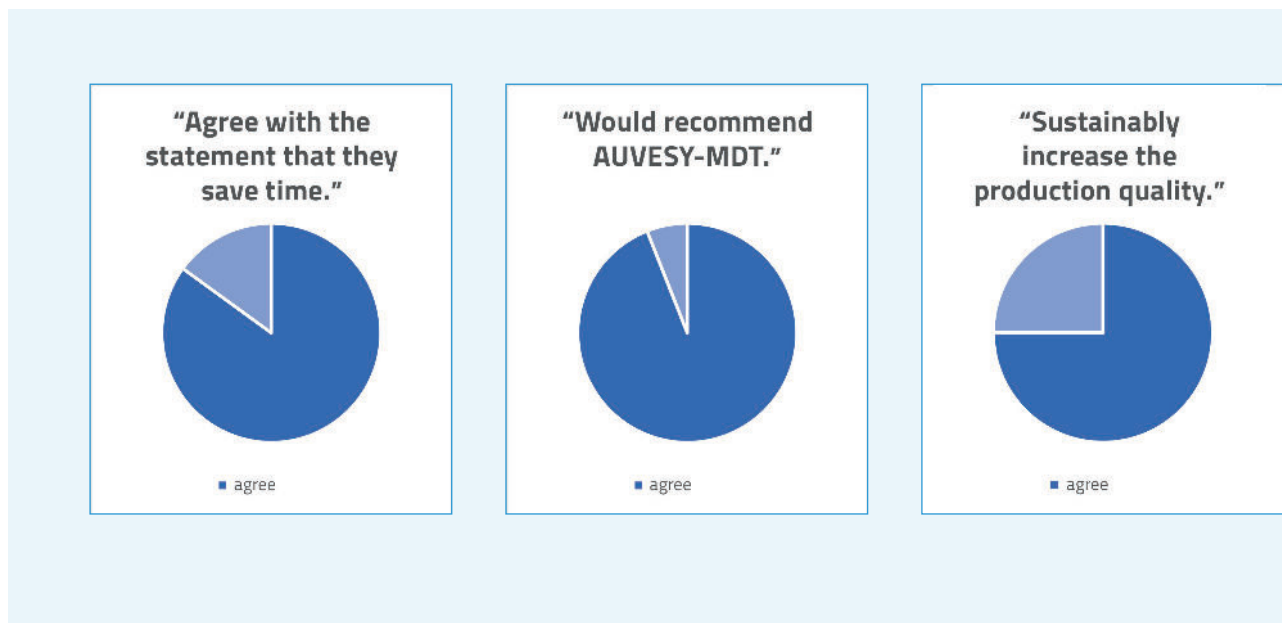 “Agree with the
statement that they
save time.”
agree
“Would recommend
AUVESY-MDT.”
agree
“Sustainably
increase the
production quality.”
agree